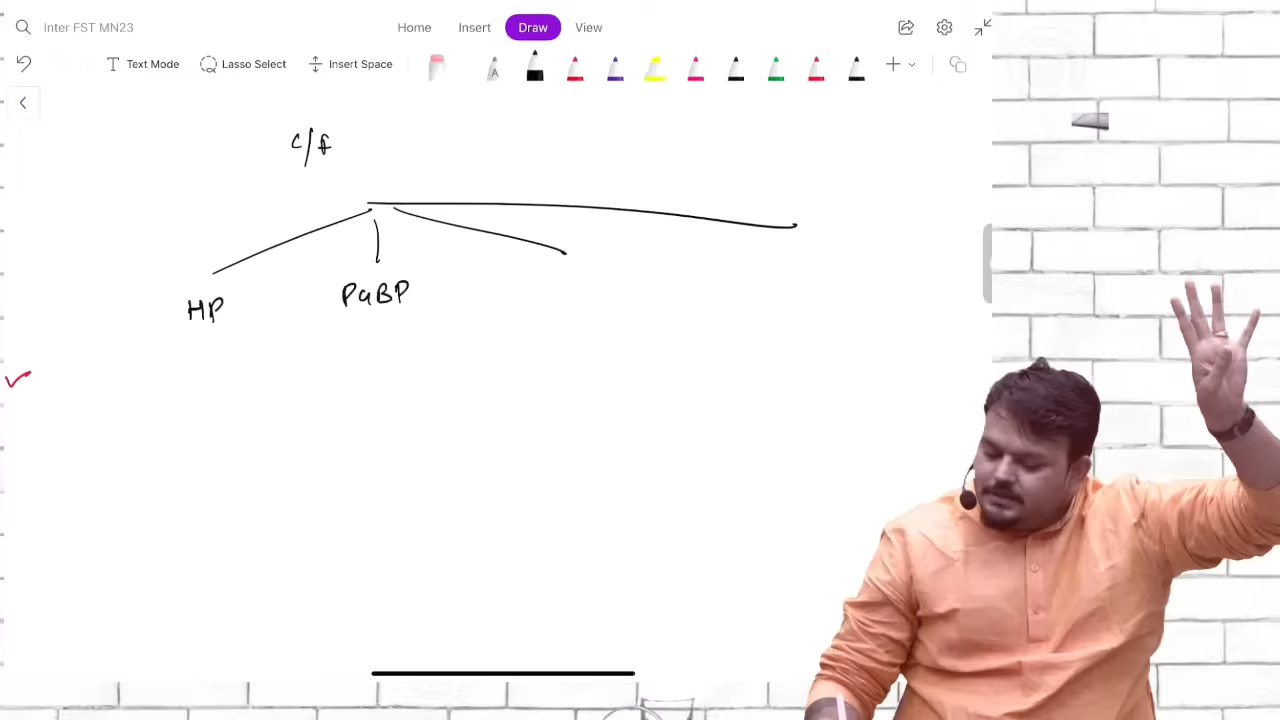 Inter FST MN23
Home Insert Draw View
Text Mode Lasso Select Insert Space
A
c/f
HP PGBP